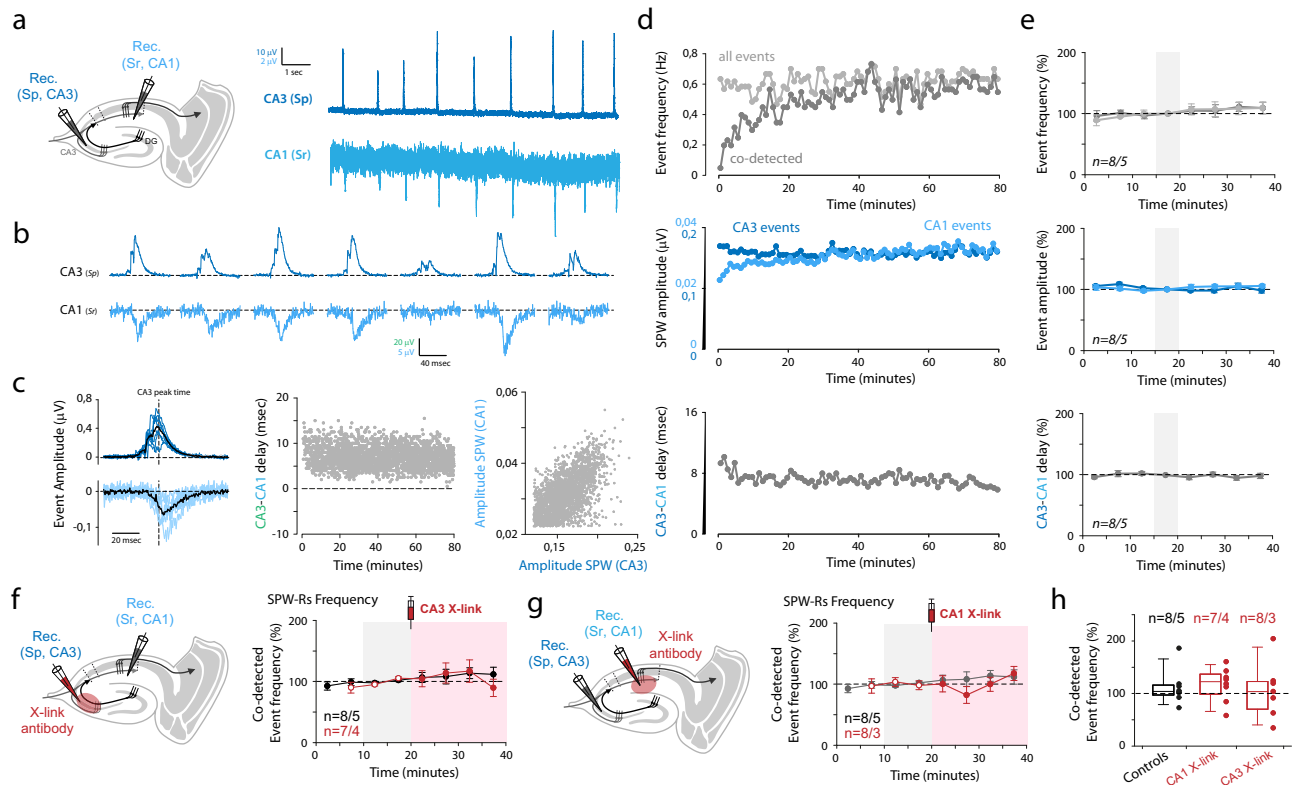 a
Rec.
(Sr, CA1)
Rec.
(Sp, CA3)
CA3
DG
10 μV
2 μV
1 sec
CA3 (Sp)
CA1 (Sr)
b
CA3 (Sp)
CA1 (Sr)
20 μV
5 μV
40 msec
c
CA3 peak time
Event Amplitude (μV)
0,8
0,4
0
0
-0,1
20 msec
CA3-CA1 delay (msec)
20
10
0
-10
0 20 40 60 80
Time (minutes)
Amplitude SPW (CA1)
0,06
0,04
0,02
0,15 0,25
Amplitude SPW (CA3)
d
Event frequency (Hz)
0,8
0,6
0,4
0,2
0
all events
co-detected
0 20 40 60 80
Time (minutes)
SPW amplitude (μV)
0,04
0,2
0,02
0,1
0
0
CA3 events
CA1 events
0 20 40 60 80
Time (minutes)
CA3-CA1 delay (msec)
16
12
8
4
0
0 20 40 60 80
Time (minutes)
e
Event frequency (%)
200
100
0
n=8/5
0 10 20 30 40
Time (minutes)
Event amplitude (%)
200
100
0
n=8/5
0 10 20 30 40
Time (minutes)
CA3-CA1 delay (%)
200
100
0
n=8/5
0 10 20 30 40
Time (minutes)
f
Rec.
(Sr, CA1)
Rec.
(Sp, CA3)
X-link
antibody
SPW-Rs Frequency
CA3 X-link
Co-detected
Event frequency (%)
200
100
0
n=8/5
n=7/4
0 10 20 30 40
Time (minutes)
g
Rec.
(Sr, CA1)
Rec.
(Sp, CA3)
X-link
antibody
SPW-Rs Frequency
CA1 X-link
Co-detected
Event frequency (%)
200
100
0
n=8/5
n=8/3
0 10 20 30 40
Time (minutes)
h
n=8/5 n=7/4 n=8/3
Co-detected
Event frequency (%)
200
100
0
Controls
CA1 X-link
CA3 X-link